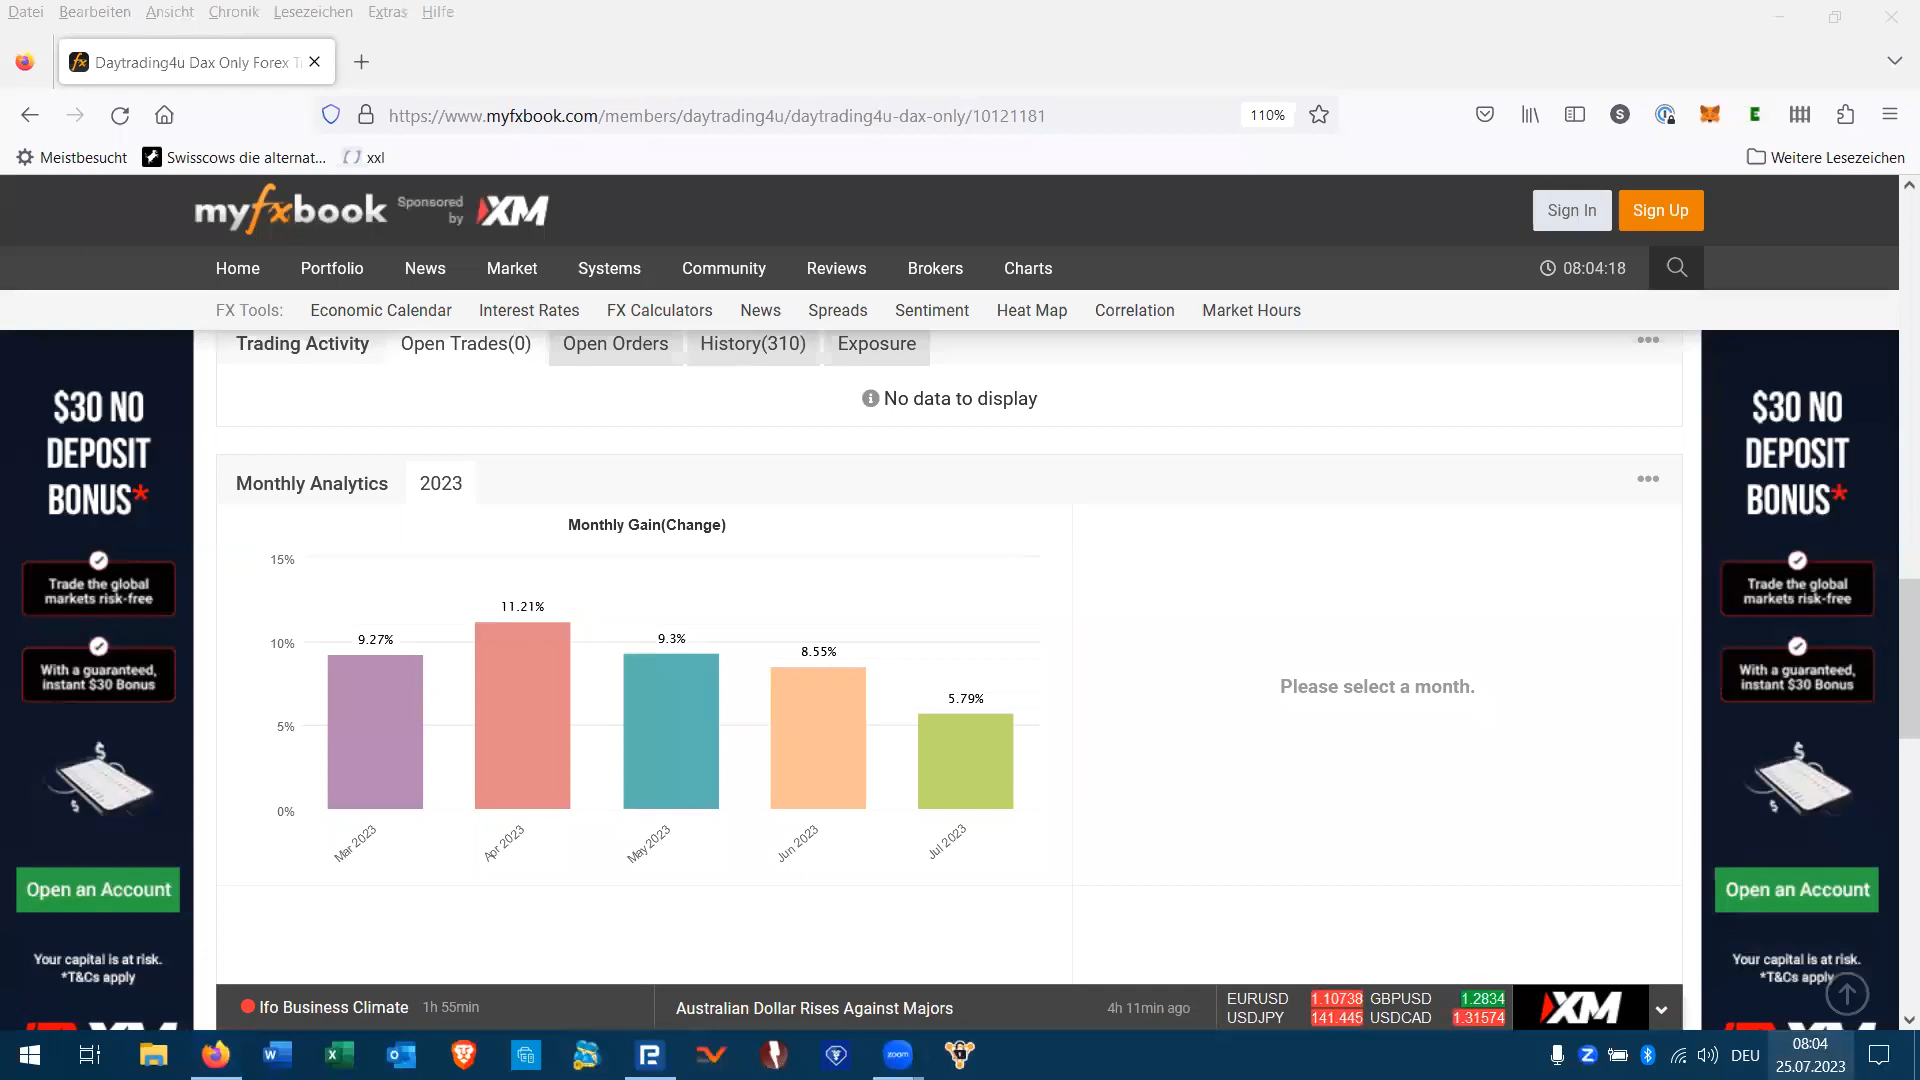 Datei Bearbeiten Ansicht Chronik Lesezeichen Extras Hilfe
Daytrading4u Dax Only Forex T
https://www.myfxbook.com/members/daytrading4u/daytrading4u-dax-only/10121181
110%
S
E
Meistbesucht Swisscows die alternat... xxl Weitere Lesezeichen
myfxbook Sponsored by XM
Sign In Sign Up
Home Portfolio News Market Systems Community Reviews Brokers Charts 08:04:18
FX Tools: Economic Calendar Interest Rates FX Calculators News Spreads Sentiment Heat Map Correlation Market Hours
Trading Activity Open Trades(0) Open Orders History(310) Exposure
No data to display
Monthly Analytics 2023
Monthly Gain(Change)
15%
10%
5%
0%
9.27%
11.21%
9.3%
8.55%
5.79%
Mar 2023
Apr 2023
May 2023
Jun 2023
Jul 2023
Please select a month.
$30 NO
DEPOSIT
BONUS*
Trade the global
markets risk-free
With a guaranteed,
instant $30 Bonus
Open an Account
Your capital is at risk.
*T&Cs apply
$30 NO
DEPOSIT
BONUS*
Trade the global
markets risk-free
With a guaranteed,
instant $30 Bonus
Open an Account
Your capital is at risk.
*T&Cs apply
Ifo Business Climate 1h 55min
Australian Dollar Rises Against Majors 4h 11min ago
EURUSD 1.10738 GBPUSD 1.2834
USDJPY 141.445 USDCAD 1.31574
XM
zoom
DEU
08:04
25.07.2023